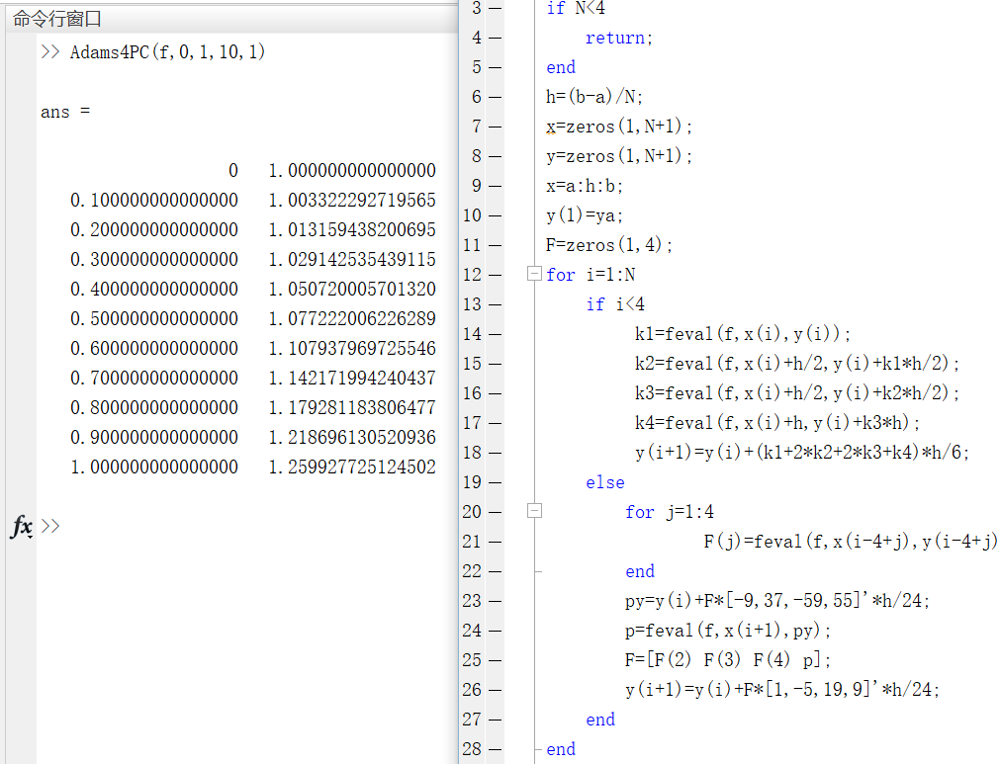 命令行窗口
>> Adams4PC(f,0,1,10,1)
ans =
0 1.000000000000000
0.100000000000000 1.003322292719565
0.200000000000000 1.013159438200695
0.300000000000000 1.029142535439115
0.400000000000000 1.050720005701320
0.500000000000000 1.077222006226289
0.600000000000000 1.107937969725546
0.700000000000000 1.142171994240437
0.800000000000000 1.179281183806477
0.900000000000000 1.218696130520936
1.000000000000000 1.259927725124502
fx >>
3 — if N<4
4 — return;
5 — end
6 — h=(b-a)/N;
7 — x=zeros(1,N+1);
8 — y=zeros(1,N+1);
9 — x=a:h:b;
10 — y(1)=ya;
11 — F=zeros(1,4);
12 — for i=1:N
13 — if i<4
14 — k1=feval(f,x(i),y(i));
15 — k2=feval(f,x(i)+h/2,y(i)+k1*h/2);
16 — k3=feval(f,x(i)+h/2,y(i)+k2*h/2);
17 — k4=feval(f,x(i)+h,y(i)+k3*h);
18 — y(i+1)=y(i)+(k1+2*k2+2*k3+k4)*h/6;
19 — else
20 — for j=1:4
21 — F(j)=feval(f,x(i-4+j),y(i-4+j)
22 — end
23 — py=y(i)+F*[-9,37,-59,55]'*h/24;
24 — p=feval(f,x(i+1),py);
25 — F=[F(2) F(3) F(4) p];
26 — y(i+1)=y(i)+F*[1,-5,19,9]'*h/24;
27 — end
28 — end